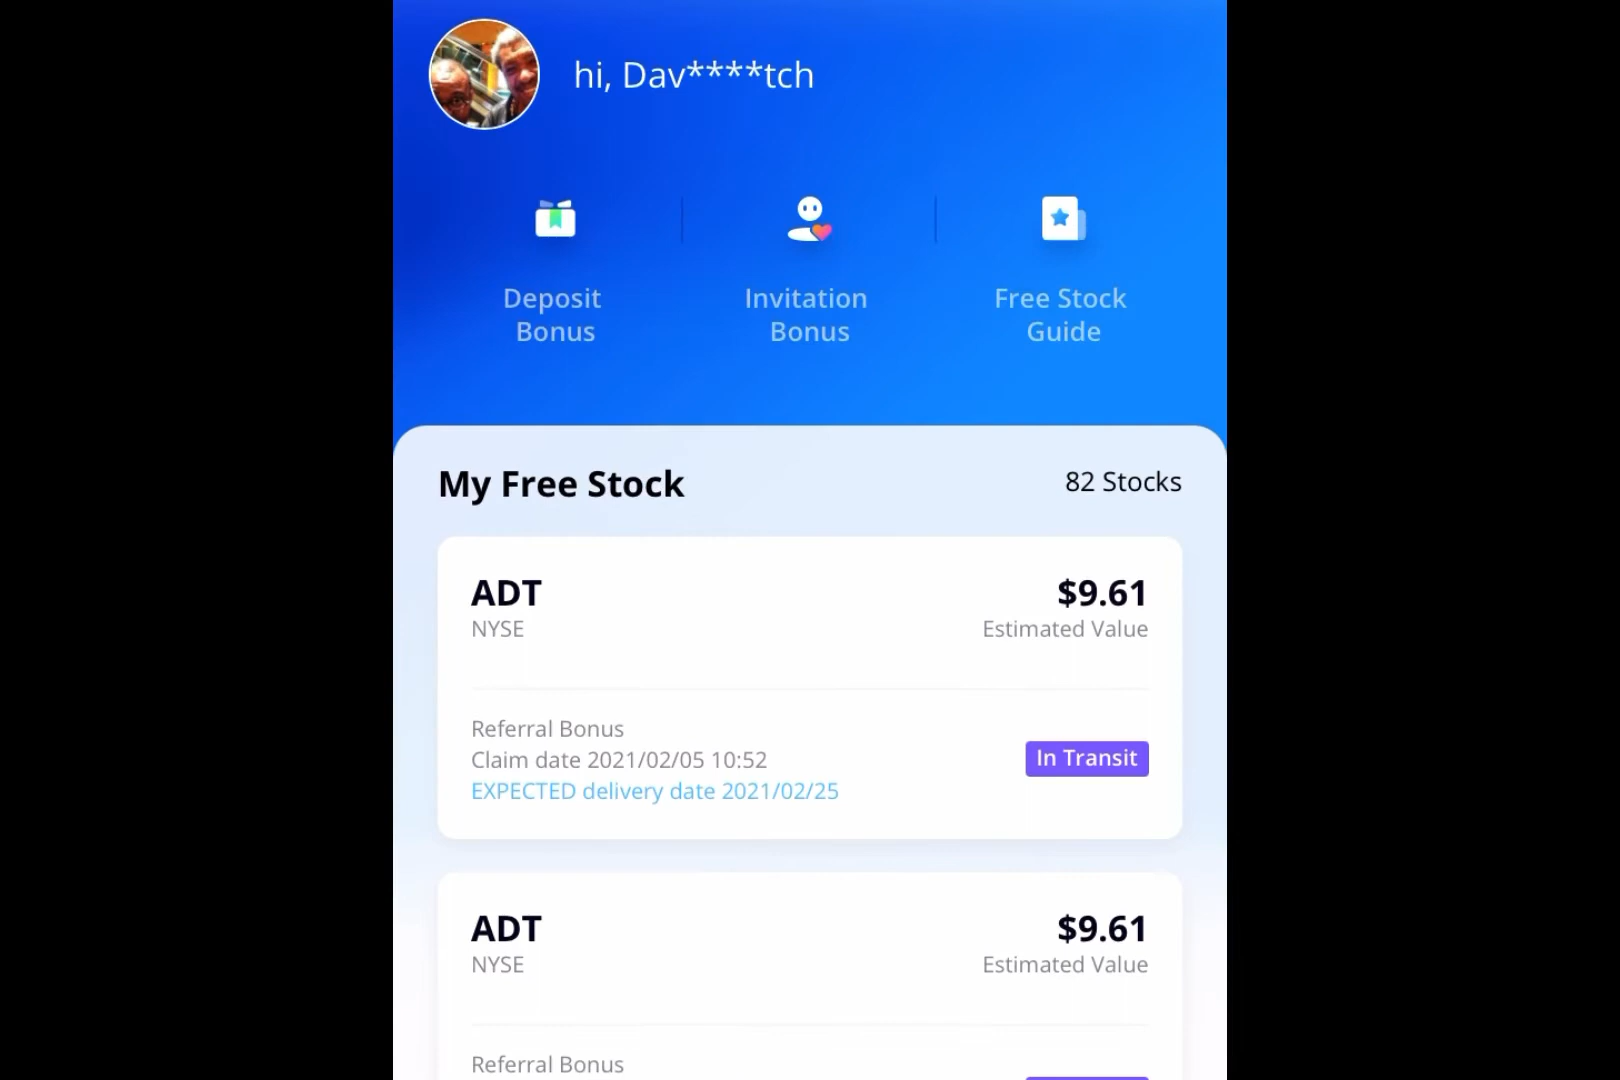 hi, Dav****tch
Deposit
Bonus
Invitation
Bonus
Free Stock
Guide
My Free Stock
82 Stocks
ADT
$9.61
NYSE
Estimated Value
Referral Bonus
Claim date 2021/02/05 10:52
In Transit
EXPECTED delivery date 2021/02/25
ADT
$9.61
NYSE
Estimated Value
Referral Bonus